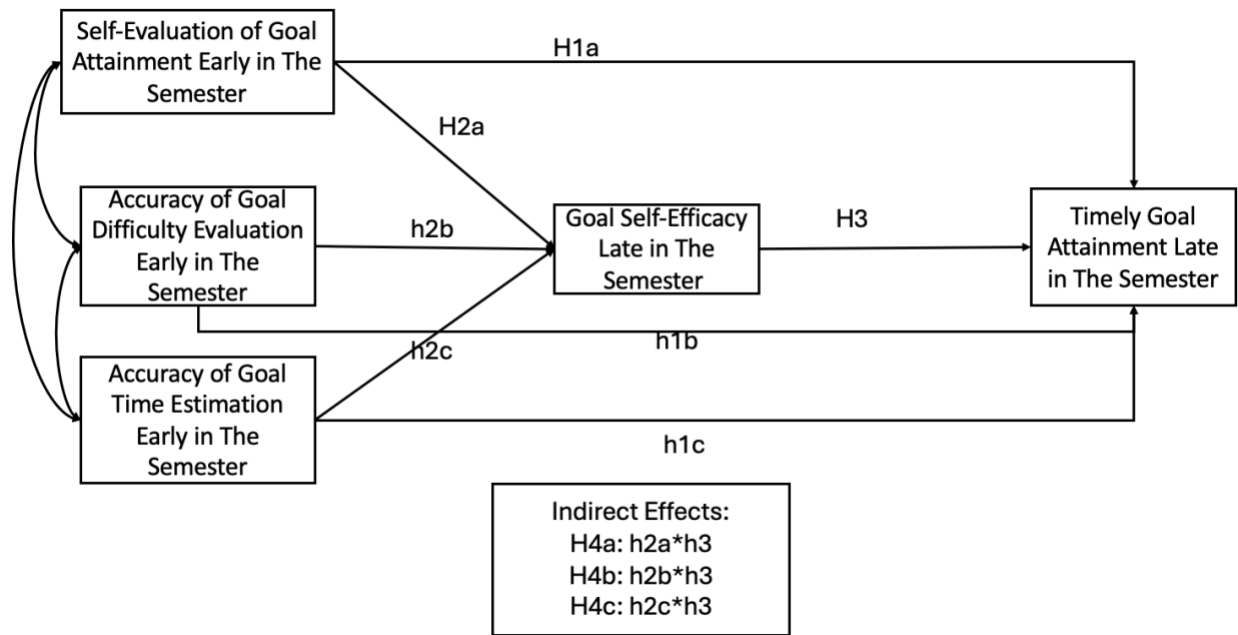 Self-Evaluation of Goal
Attainment Early in The
Semester
H1a
H2a
Accuracy of Goal
Difficulty Evaluation
Early in The
Semester
h2b
Goal Self-Efficacy
Late in The
Semester
H3
Timely Goal
Attainment Late
in The Semester
h1b
h2c
Accuracy of Goal
Time Estimation
Early in The
Semester
h1c
Indirect Effects:
H4a: h2a*h3
H4b: h2b*h3
H4c: h2c*h3